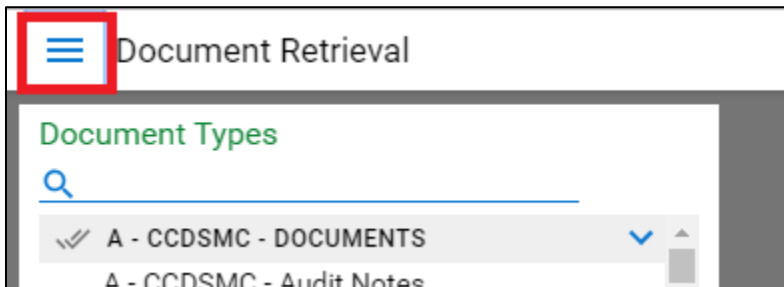 Document Retrieval
Document Types
A - CCDSMC - DOCUMENTS
A - CCDSMC - Audit Notes